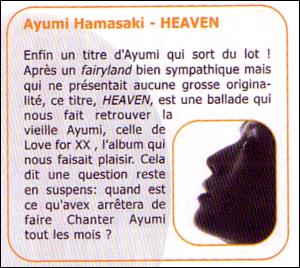 Ayumi Hamasaki - HEAVEN
Enfin un titre d'Ayumi qui sort du lot !
Après un fairyland bien sympathique mais
qui ne présentait aucune grosse origina-
lité, ce titre, HEAVEN, est une ballade qui
nous fait retrouver la
vieille Ayumi, celle de
Love for XX , l'album qui
nous faisait plaisir. Cela
dit une question reste
en suspens: quand est
ce qu'avex arrêtera de
faire Chanter Ayumi
tout les mois ?